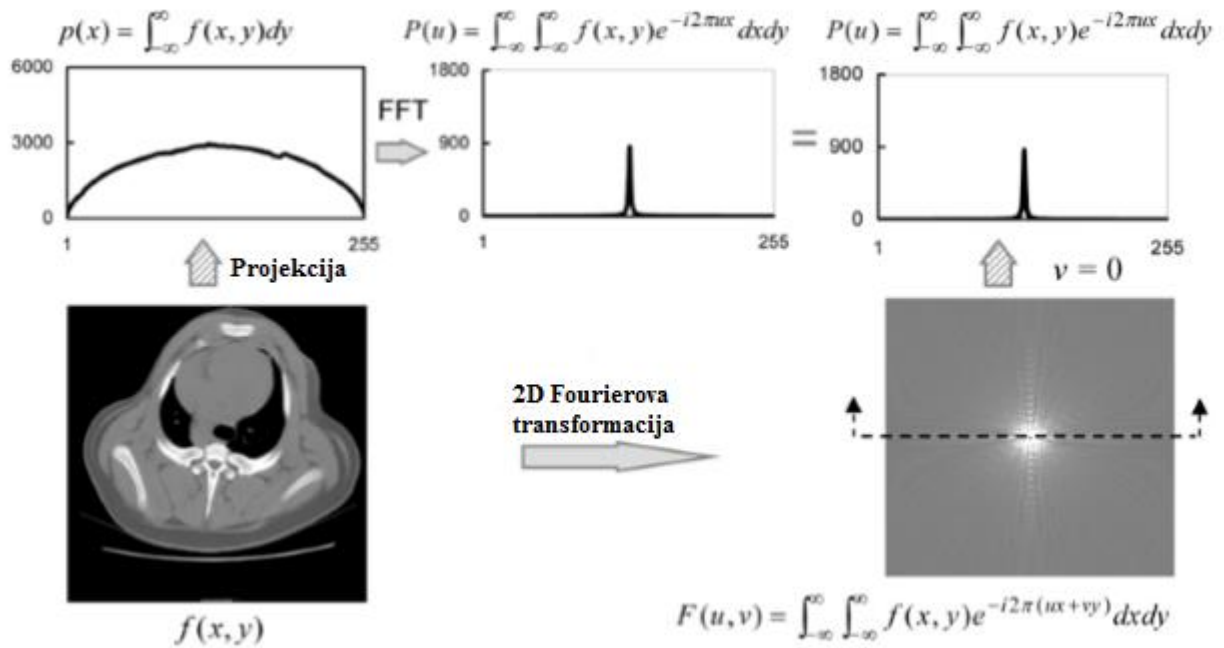 p(x) = ∫_{-∞}^{∞} f(x, y)dy
P(u) = ∫_{-∞}^{∞} ∫_{-∞}^{∞} f(x, y)e^{-i2πux} dxdy
P(u) = ∫_{-∞}^{∞} ∫_{-∞}^{∞} f(x, y)e^{-i2πux} dxdy
6000
3000
0
1
255
FFT
1800
900
0
1
255
=
1800
900
0
1
255
Projekcija
v = 0
2D Fourierova
transformacija
f(x, y)
F(u, v) = ∫_{-∞}^{∞} ∫_{-∞}^{∞} f(x, y)e^{-i2π(ux+vy)} dxdy